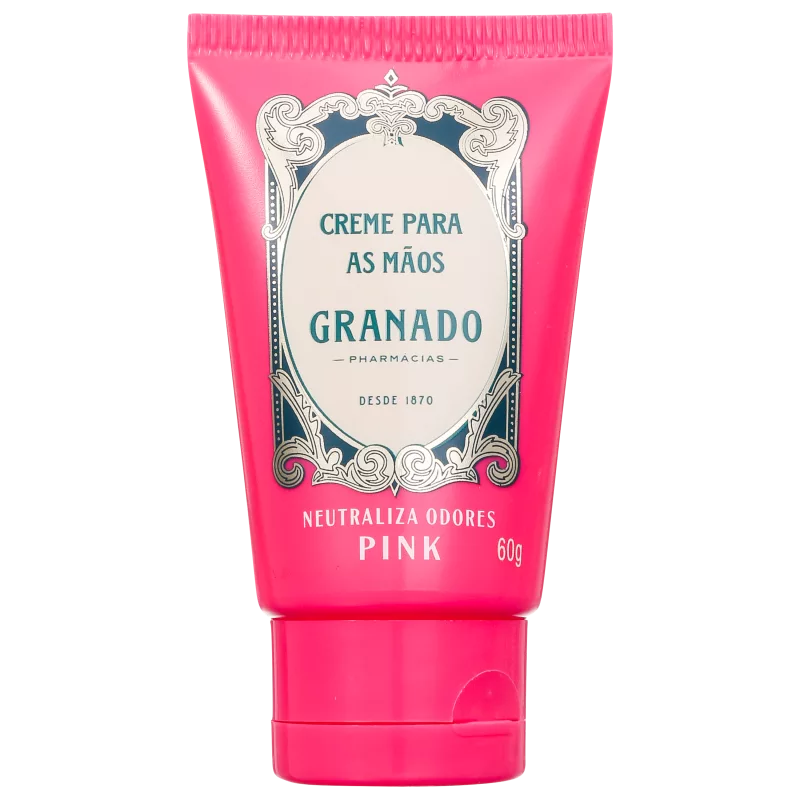 CREME PARA
AS MÃOS
GRANADO
— PHARMACIAS —
DESDE 1870
NEUTRALIZA ODORES
PINK
60g